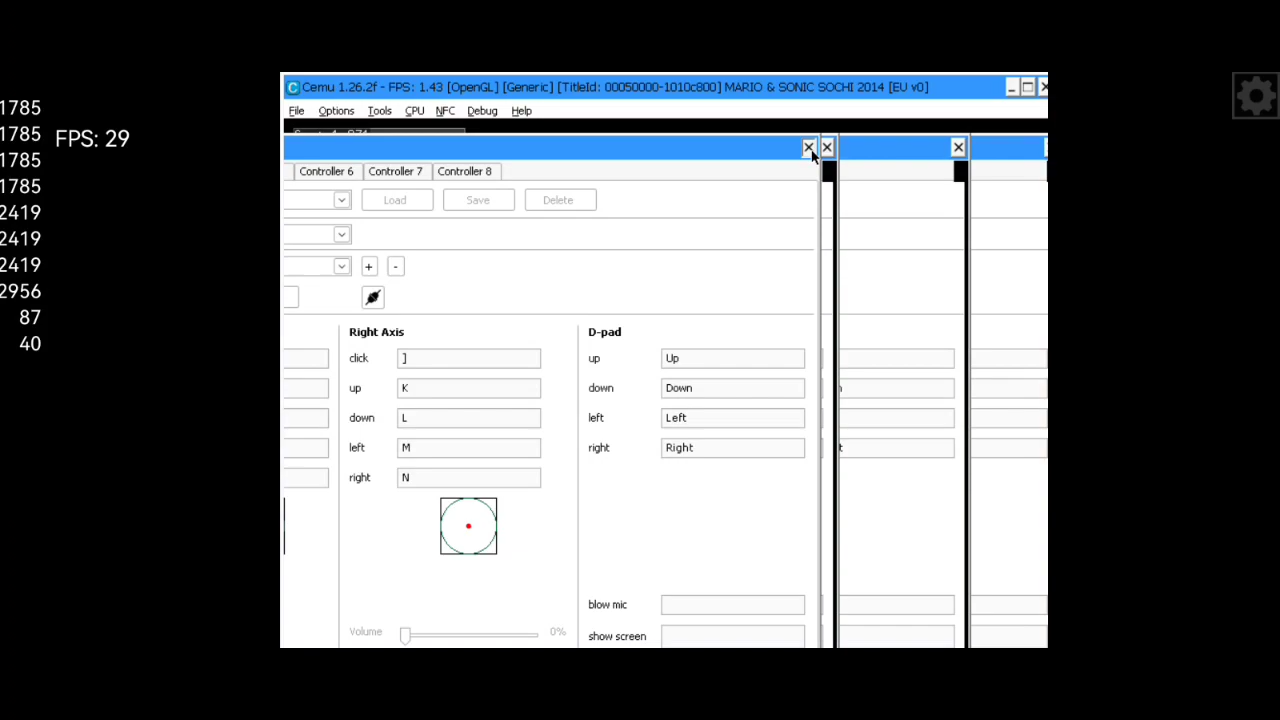 1785
1785
1785
1785
2419
2419
2419
2956
87
40
FPS: 29
Cemu 1.26.2f - FPS: 1.43 [OpenGL] [Generic] [TitleId: 00050000-1010c800] MARIO & SONIC SOCHI 2014 [EU v0]
File Options Tools CPU NFC Debug Help
Controller 6 Controller 7 Controller 8
Load Save Delete
+ -
Right Axis D-pad
click ] up Up
up K down Down
down L left Left
left M right Right
right N
blow mic
Volume 0% show screen